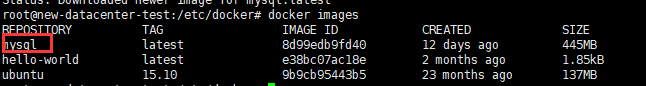 Status: Downloaded newer image for mysql:latest
root@new-datacenter-test:/etc/docker# docker images
REPOSITORY TAG IMAGE ID CREATED SIZE
mysql latest 8d99edb9fd40 12 days ago 445MB
hello-world latest e38bc07ac18e 2 months ago 1.85kB
ubuntu 15.10 9b9cb95443b5 23 months ago 137MB